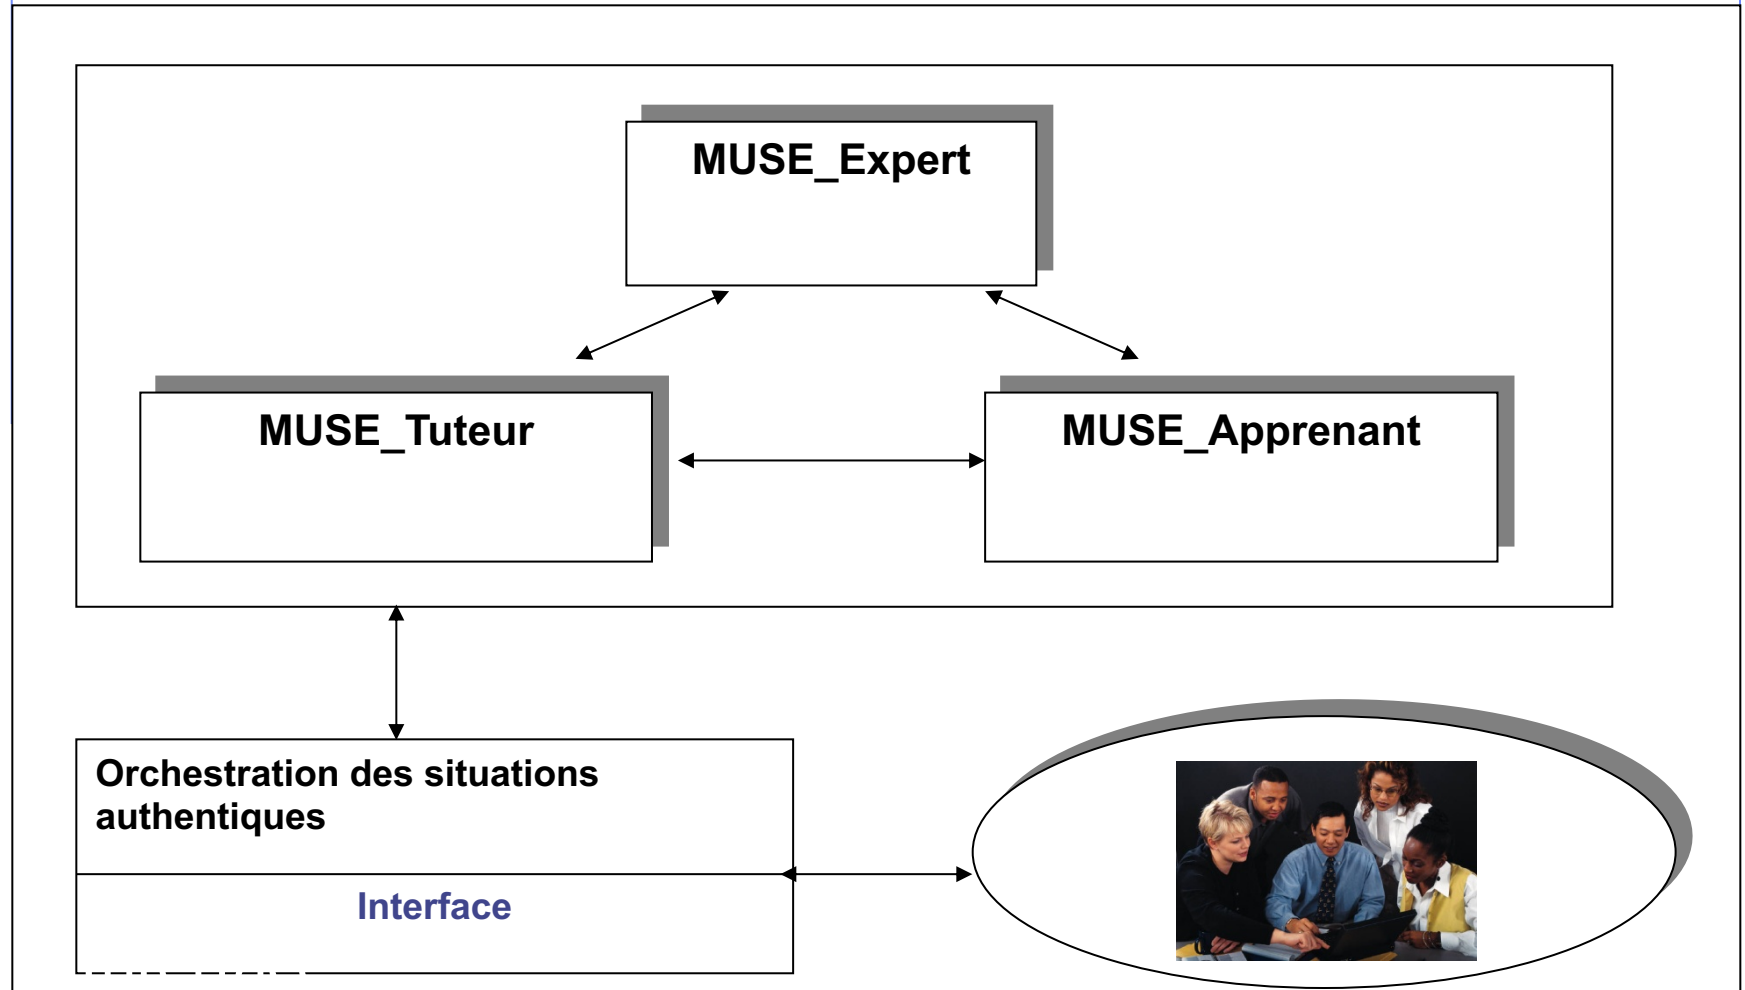 MUSE_Expert
MUSE_Tuteur
MUSE_Apprenant
Orchestration des situations
authentiques
Interface